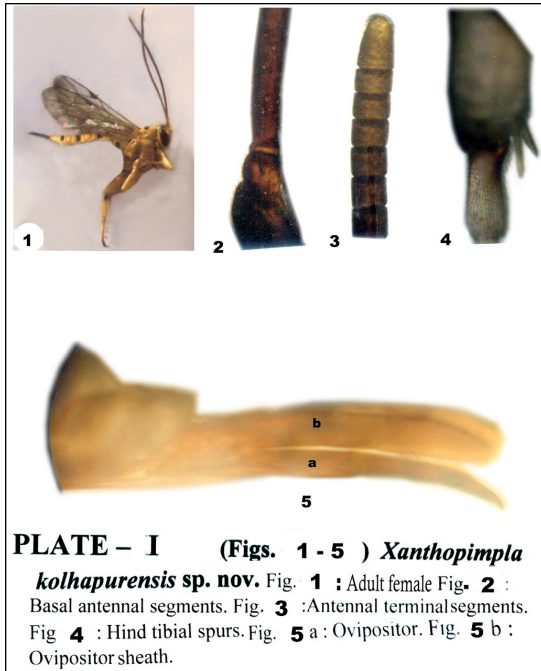 1
2
3
4
b
a
5
PLATE – I (Figs. 1 - 5 ) Xanthopimpla
kolhapurensis sp. nov. Fig. 1 : Adult female Fig- 2 :
Basal antennal segments. Fig. 3 :Antennal terminal segments.
Fig 4 : Hind tibial spurs. Fig. 5 a : Ovipositor. Fig. 5 b :
Ovipositor sheath.